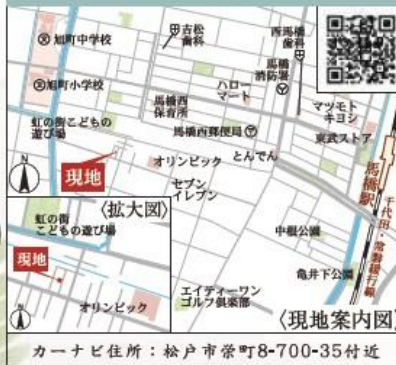 旭町中学校
旭町小学校
虹の街こどもの
遊び場
吉松
歯科
西馬橋
歯科
馬橋
消防署
ハロー
マート
馬橋西
保育所
馬橋西郵便局
マツモト
キヨシ
東武ストア
オリンピック
とんでん
セブン
イレブン
馬橋駅
千代田・常磐緩行線
現地
N
中根公園
亀井下公園
エイティーワン
ゴルフ倶楽部
〈現地案内図〉
〈拡大図〉
虹の街
こどもの遊び場
現地
オリンピック
N
カーナビ住所：松戸市栄町8-700-35付近